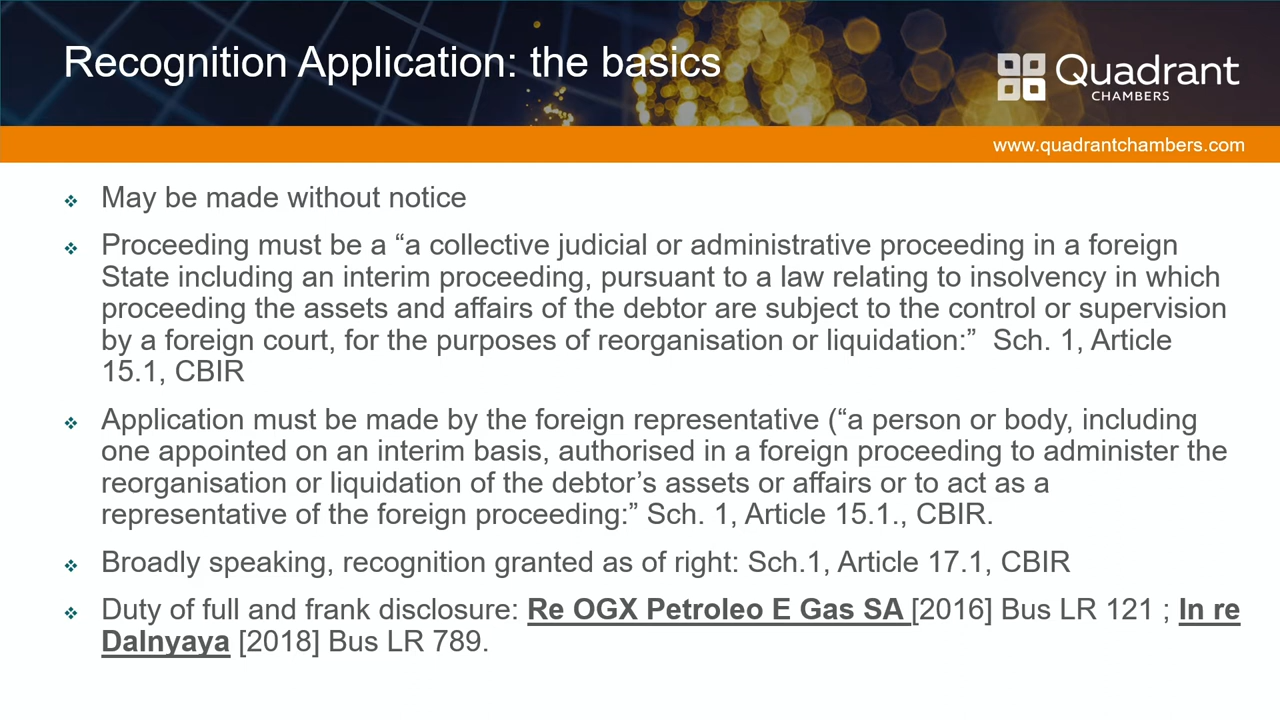 Recognition Application: the basics
Quadrant
CHAMBERS
www.quadrantchambers.com
May be made without notice
Proceeding must be a “a collective judicial or administrative proceeding in a foreign
State including an interim proceeding, pursuant to a law relating to insolvency in which
proceeding the assets and affairs of the debtor are subject to the control or supervision
by a foreign court, for the purposes of reorganisation or liquidation:” Sch. 1, Article
15.1, CBIR
Application must be made by the foreign representative (“a person or body, including
one appointed on an interim basis, authorised in a foreign proceeding to administer the
reorganisation or liquidation of the debtor’s assets or affairs or to act as a
representative of the foreign proceeding:” Sch. 1, Article 15.1., CBIR.
Broadly speaking, recognition granted as of right: Sch.1, Article 17.1, CBIR
Duty of full and frank disclosure: Re OGX Petroleo E Gas SA [2016] Bus LR 121 ; In re
Dalnyaya [2018] Bus LR 789.